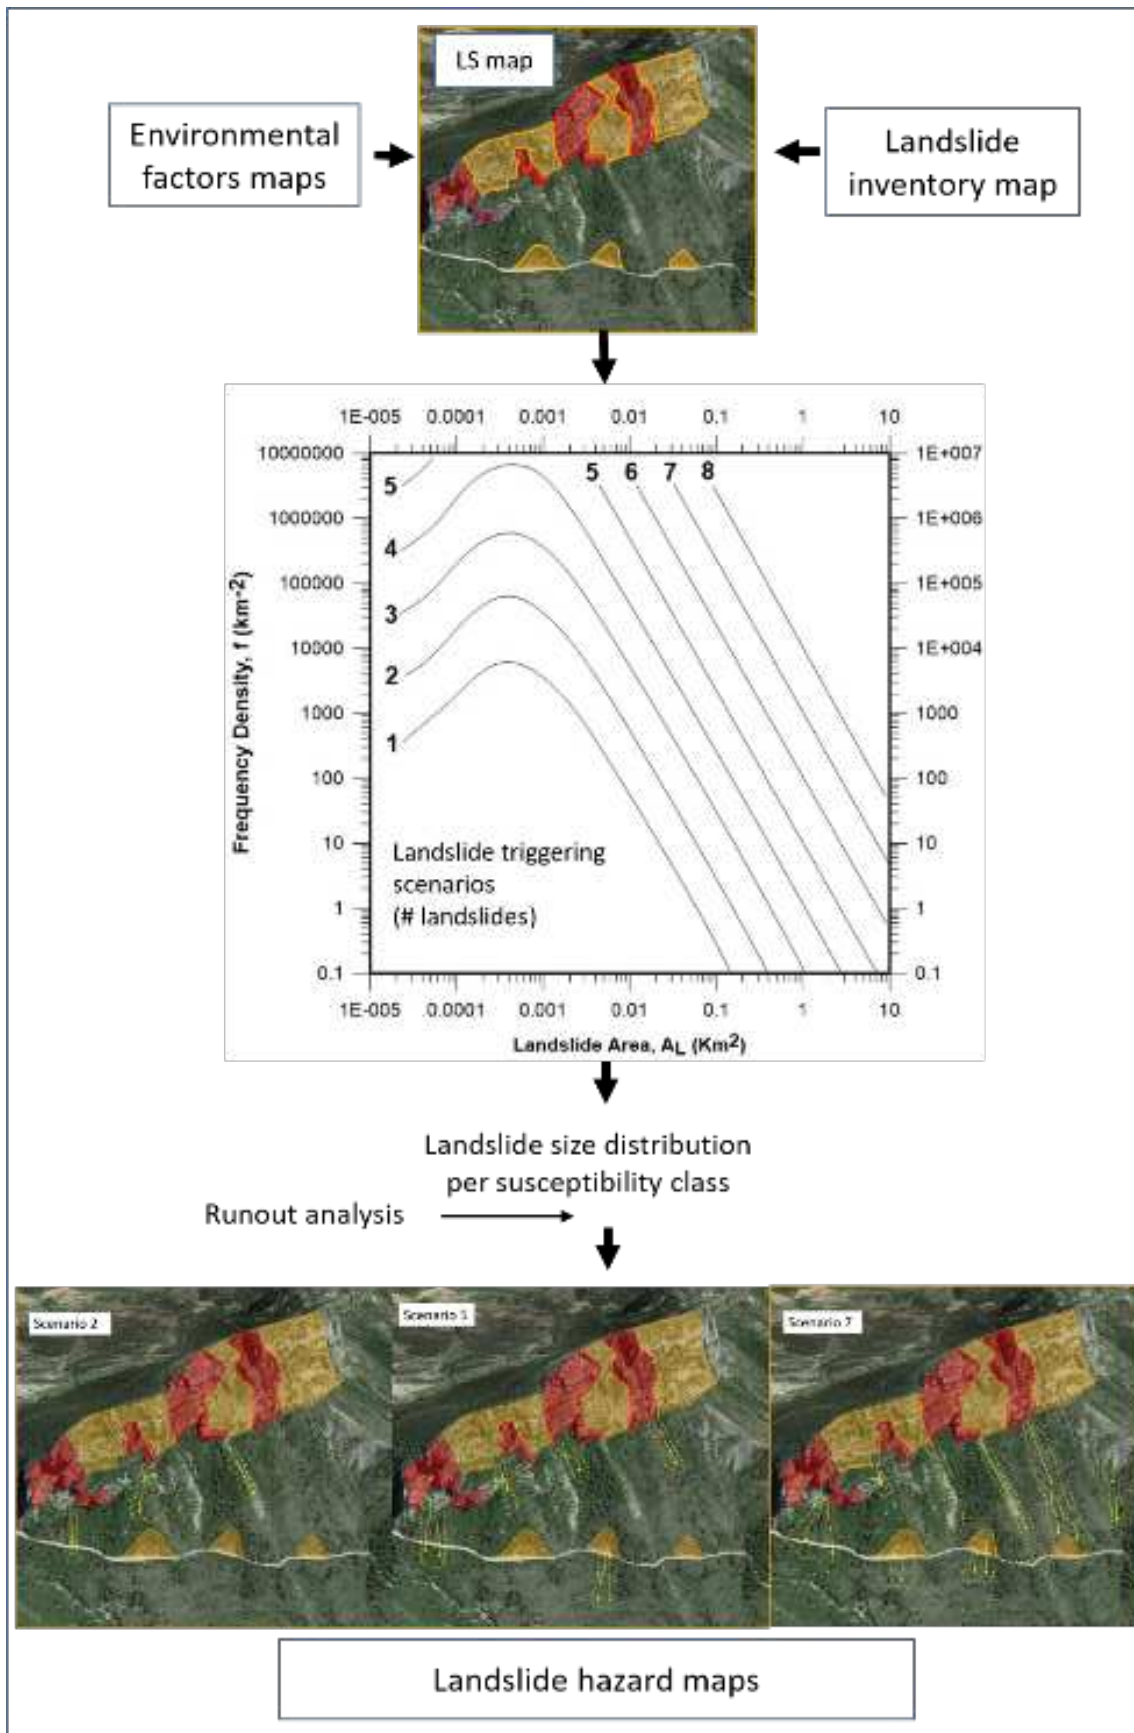 LS map
Environmental
factors maps
Landslide
inventory map
1E-005 0.0001 0.001 0.01 0.1 1 10
10000000 1E+007
5 5 6 7 8
1000000 1E+006
4
100000 1E+005
3
10000 1E+004
2
1000 1000
1
100 100
10 10
1 1
0.1 0.1
Frequency Density, f (km-2)
Landslide triggering
scenarios
(# landslides)
1E-005 0.0001 0.001 0.01 0.1 1 10
Landslide Area, AL (Km2)
Landslide size distribution
per susceptibility class
Runout analysis
Scenario 2
Scenario 5
Scenario 7
Landslide hazard maps